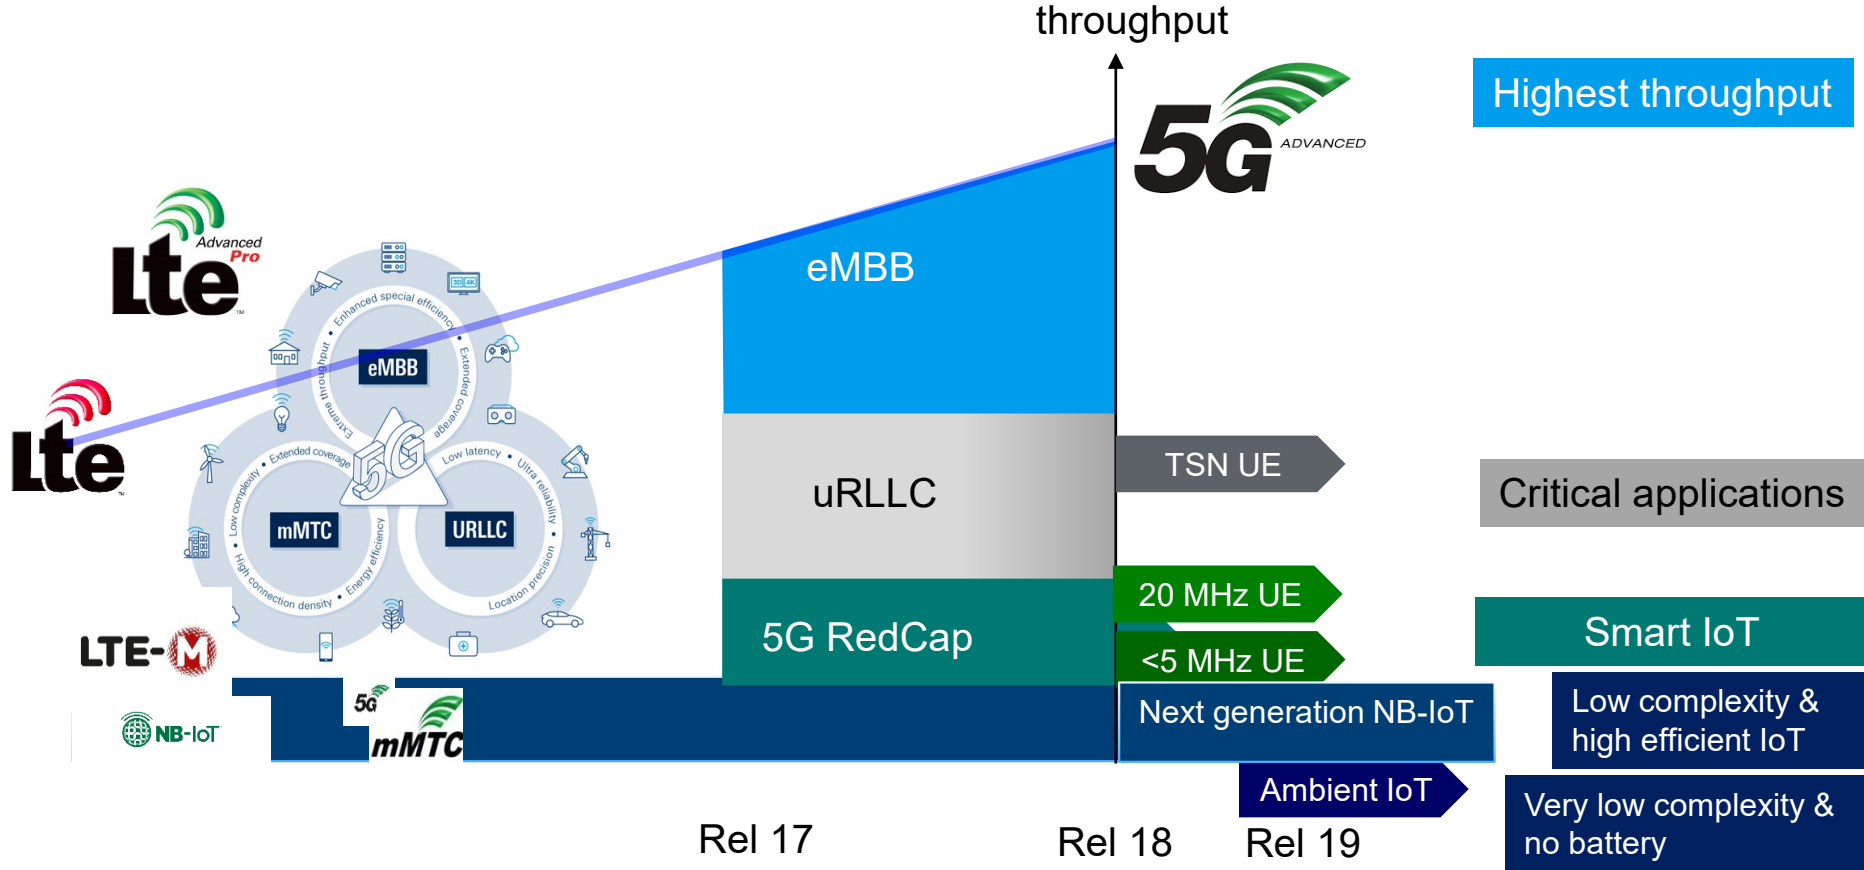 throughput
5G
ADVANCED
Highest throughput
Lte
Advanced
Pro
TM
3D 4K
Extreme throughput • Enhanced special efficiency • Extended coverage
eMBB
eMBB
Lte
TM
5G
Low complexity • Extended coverage
High connection density • Energy efficiency
mMTC
Low latency • Ultra reliability •
Location precision
URLLC
uRLLC
TSN UE
Critical applications
20 MHz UE
5G RedCap
<5 MHz UE
Smart IoT
LTE-M
5G
mMTC
NB-IoT
Next generation NB-IoT
Low complexity &
high efficient IoT
Ambient IoT
Very low complexity &
no battery
Rel 17
Rel 18
Rel 19